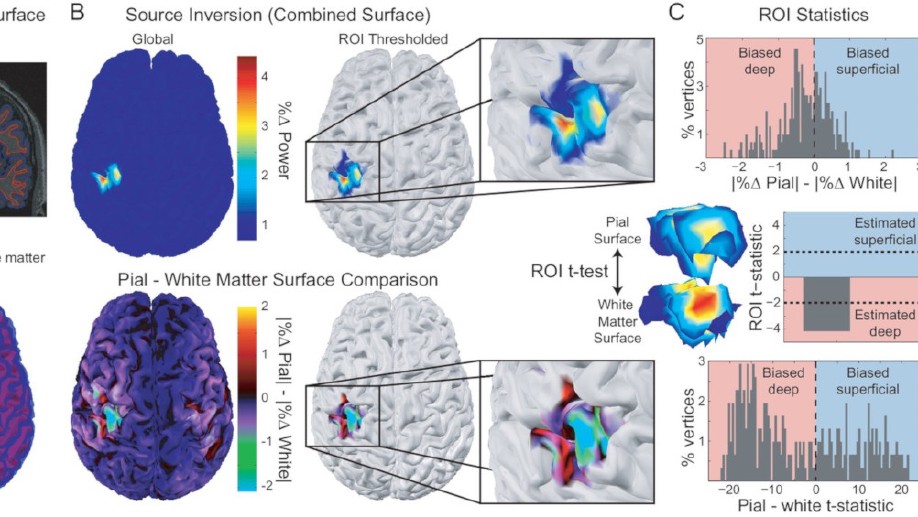 urface
B
Source Inversion (Combined Surface)
Global
ROI Thresholded
4
3
2
1
%Δ Power
e matter
Pial - White Matter Surface Comparison
2
1
0
-1
-2
|%Δ Pial| - |%Δ White|
C
ROI Statistics
Biased deep
Biased superficial
5
3
1
% vertices
-3 -2 -1 0 1 2 3
|%Δ Pial| - |%Δ White|
Pial
Surface
ROI t-test
White
Matter
Surface
4
2
0
−2
−4
ROI t−statistic
Estimated
superficial
Estimated
deep
Biased deep
Biased superficial
3
2
1
% vertices
−20 −10 0 10 20
Pial - white t-statistic